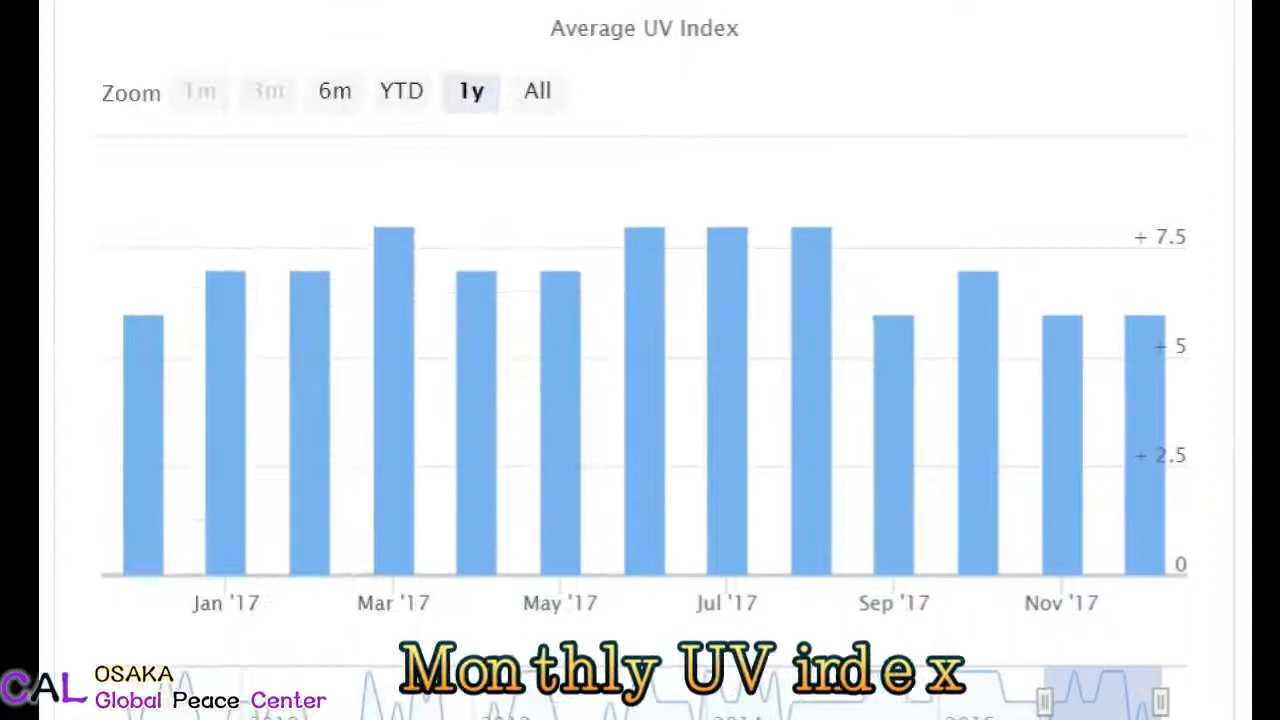 Average UV Index
Zoom 1m 3m 6m YTD 1y All
+ 7.5
+ 5
+ 2.5
0
Jan '17 Mar '17 May '17 Jul '17 Sep '17 Nov '17
Monthly UV index
CAL OSAKA
Global Peace Center
2014